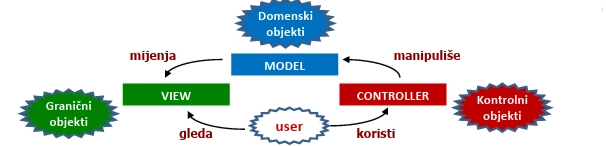 Domenski
objekti
mijenja
manipuliše
MODEL
Granični
objekti
VIEW
CONTROLLER
Kontrolni
objekti
user
gleda
koristi